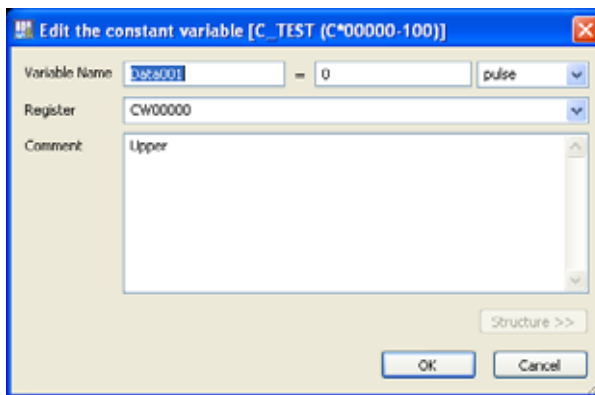 Edit the constant variable [C_TEST (C*00000-100)]
Variable Name Data001 = 0 pulse
Register CW00000
Comment Upper
Structure >>
OK Cancel